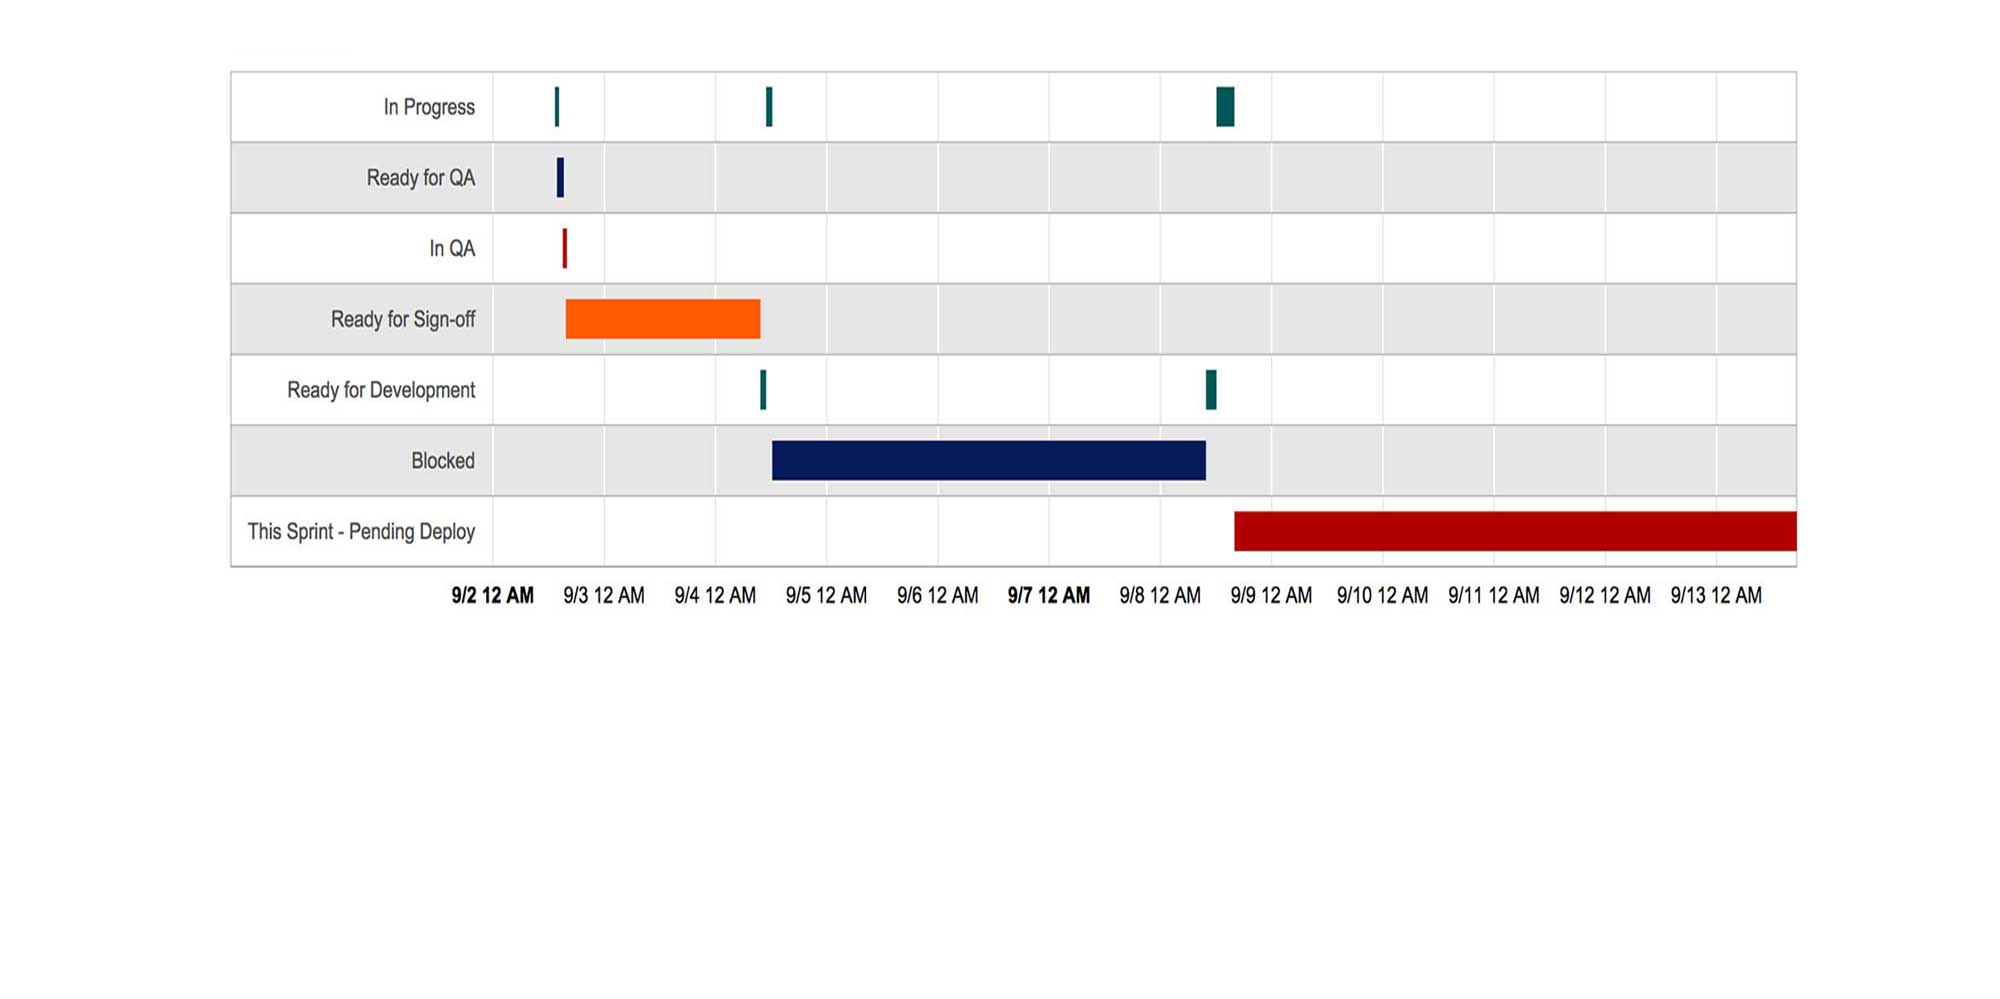 In Progress
Ready for QA
In QA
Ready for Sign-off
Ready for Development
Blocked
This Sprint - Pending Deploy
9/2 12 AM 9/3 12 AM 9/4 12 AM 9/5 12 AM 9/6 12 AM 9/7 12 AM 9/8 12 AM 9/9 12 AM 9/10 12 AM 9/11 12 AM 9/12 12 AM 9/13 12 AM